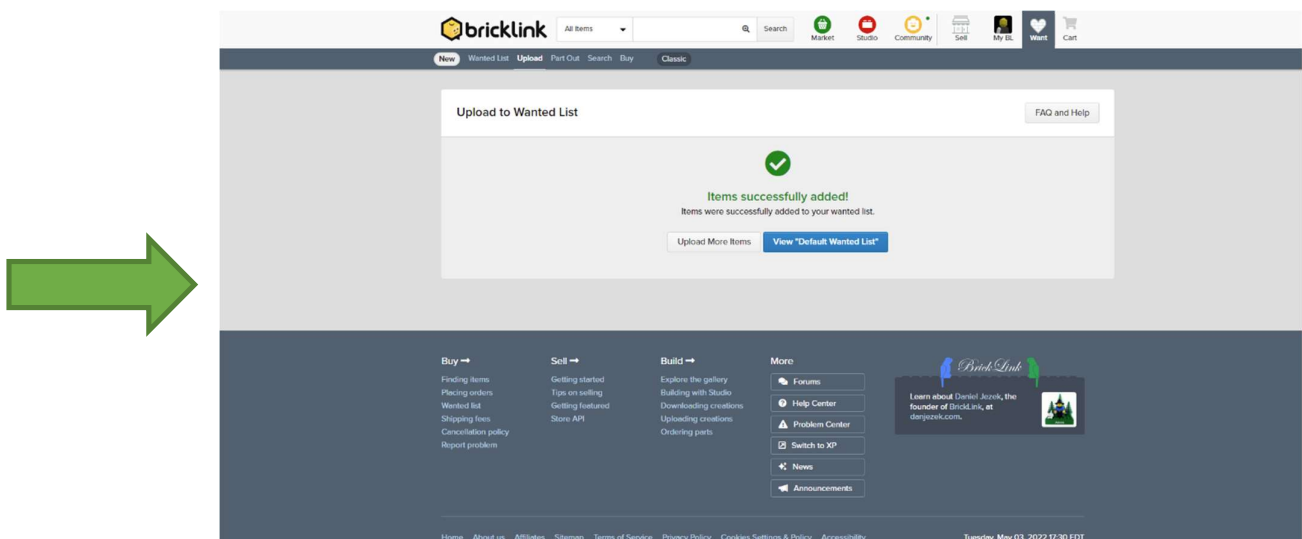 bricklink
All Items
Search
Market
Studio
Community
Sell
My BL
Want
Cart
New Wanted List Upload Part Out Search Buy Classic
Upload to Wanted List
FAQ and Help
Items successfully added!
Items were successfully added to your wanted list.
Upload More Items
View "Default Wanted List"
Buy →
Finding items
Placing orders
Wanted list
Shipping fees
Cancellation policy
Report problem
Sell →
Getting started
Tips on selling
Getting featured
Store API
Build →
Explore the gallery
Building with Studio
Downloading creations
Uploading creations
Ordering parts
More
Forums
Help Center
Problem Center
Switch to XP
News
Announcements
BrickLink
Learn about Daniel Jezek, the
founder of BrickLink, at
danjezek.com.
Home About us Affiliates Sitemap Terms of Service Privacy Policy Cookies Settings & Policy Accessibility
Tuesday, May 03, 2022 17:30 EDT